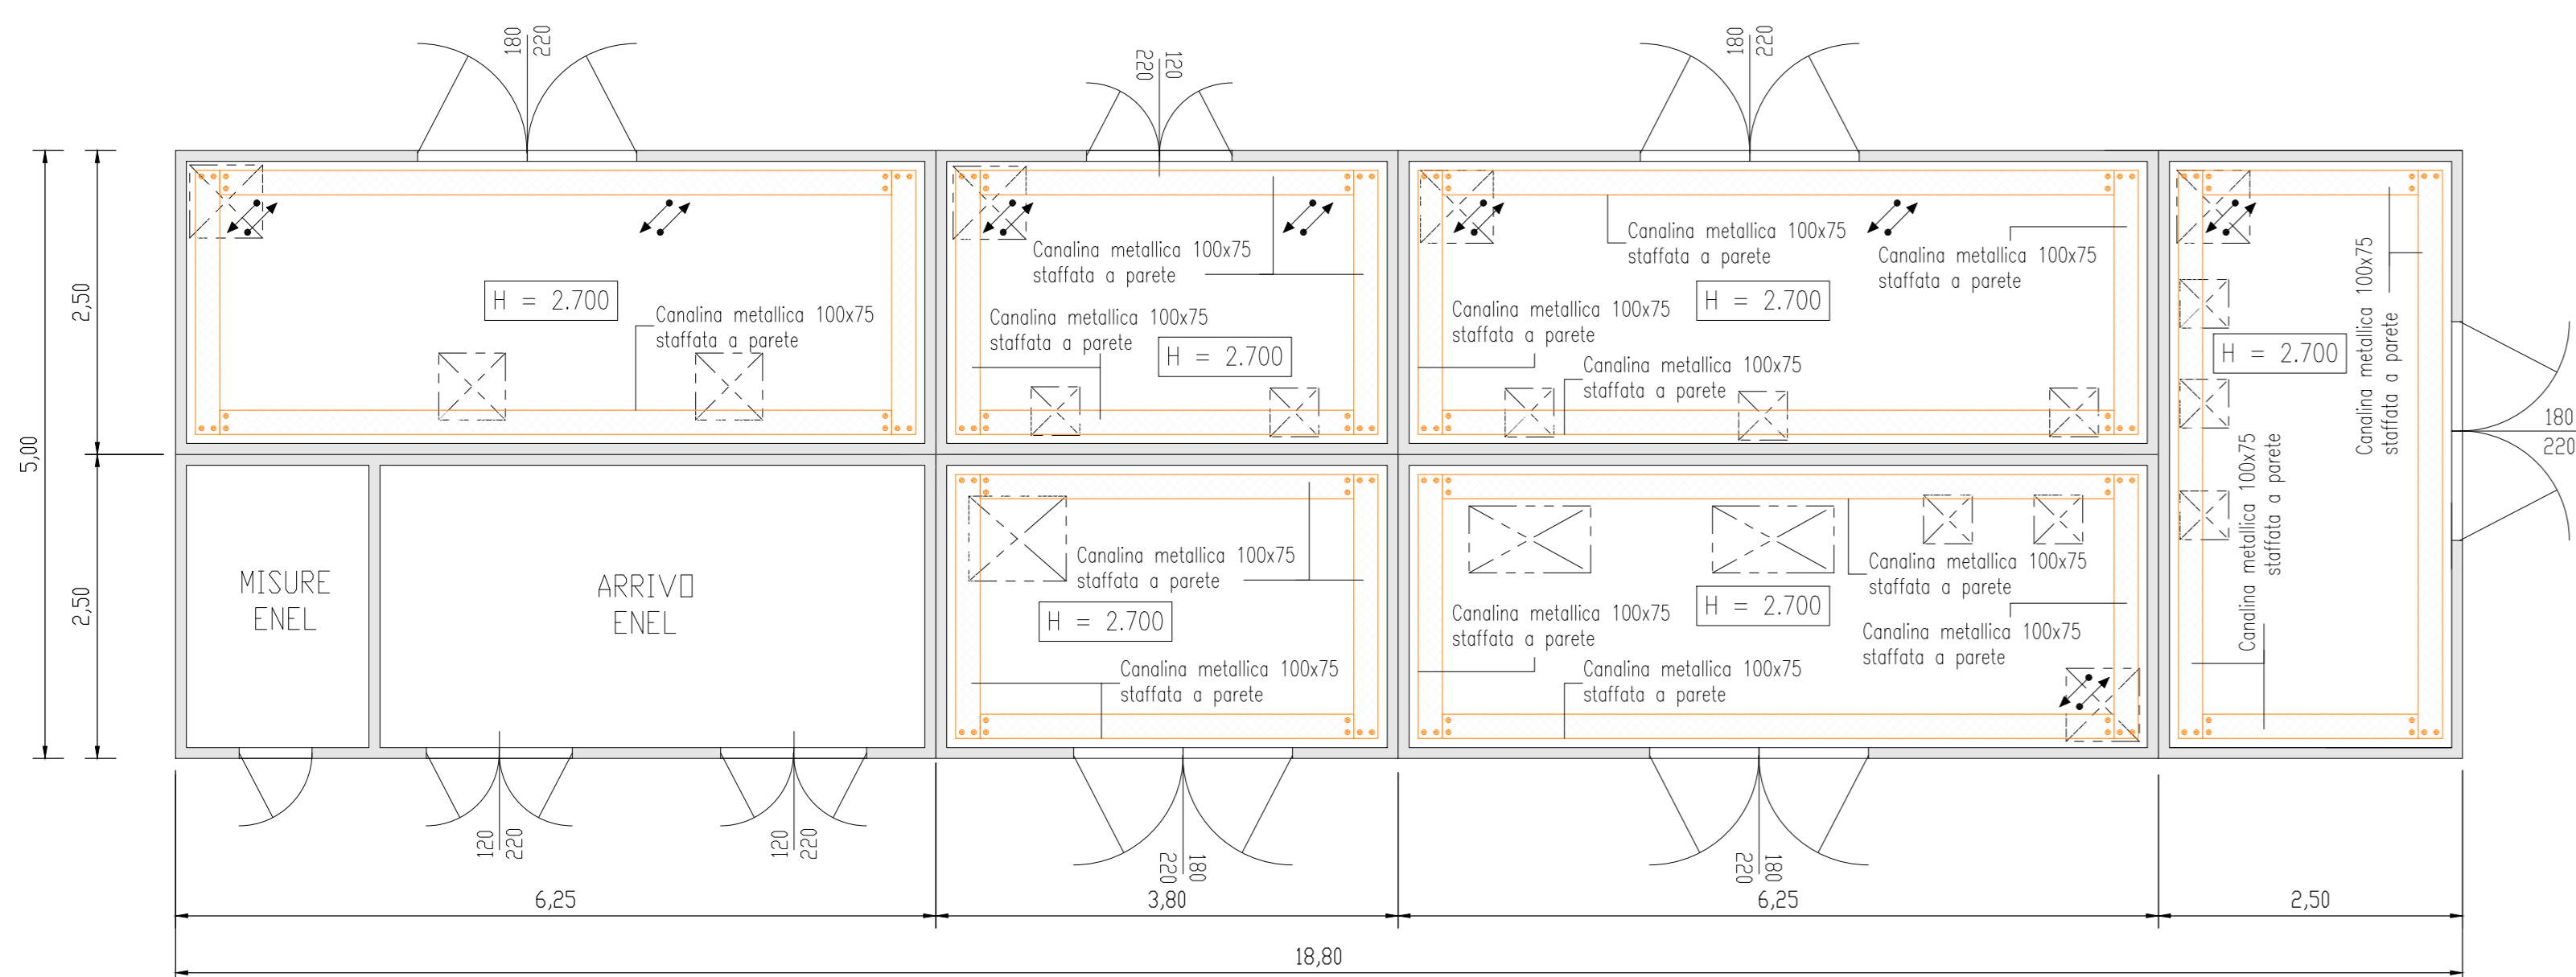 180
220
220
120
180
220
5,00
2,50
2,50
H = 2.700
Canalina metallica 100x75
staffata a parete
Canalina metallica 100x75
staffata a parete
Canalina metallica 100x75
staffata a parete
H = 2.700
Canalina metallica 100x75
staffata a parete
Canalina metallica 100x75
staffata a parete
H = 2.700
Canalina metallica 100x75
staffata a parete
Canalina metallica 100x75
staffata a parete
Canalina metallica 100x75
staffata a parete
H = 2.700
Canalina metallica 100x75
staffata a parete
180
220
MISURE
ENEL
ARRIVO
ENEL
Canalina metallica 100x75
staffata a parete
H = 2.700
Canalina metallica 100x75
staffata a parete
Canalina metallica 100x75
staffata a parete
H = 2.700
Canalina metallica 100x75
staffata a parete
Canalina metallica 100x75
staffata a parete
Canalina metallica 100x75
staffata a parete
120
220
120
220
220
180
220
180
6,25
3,80
6,25
2,50
18,80